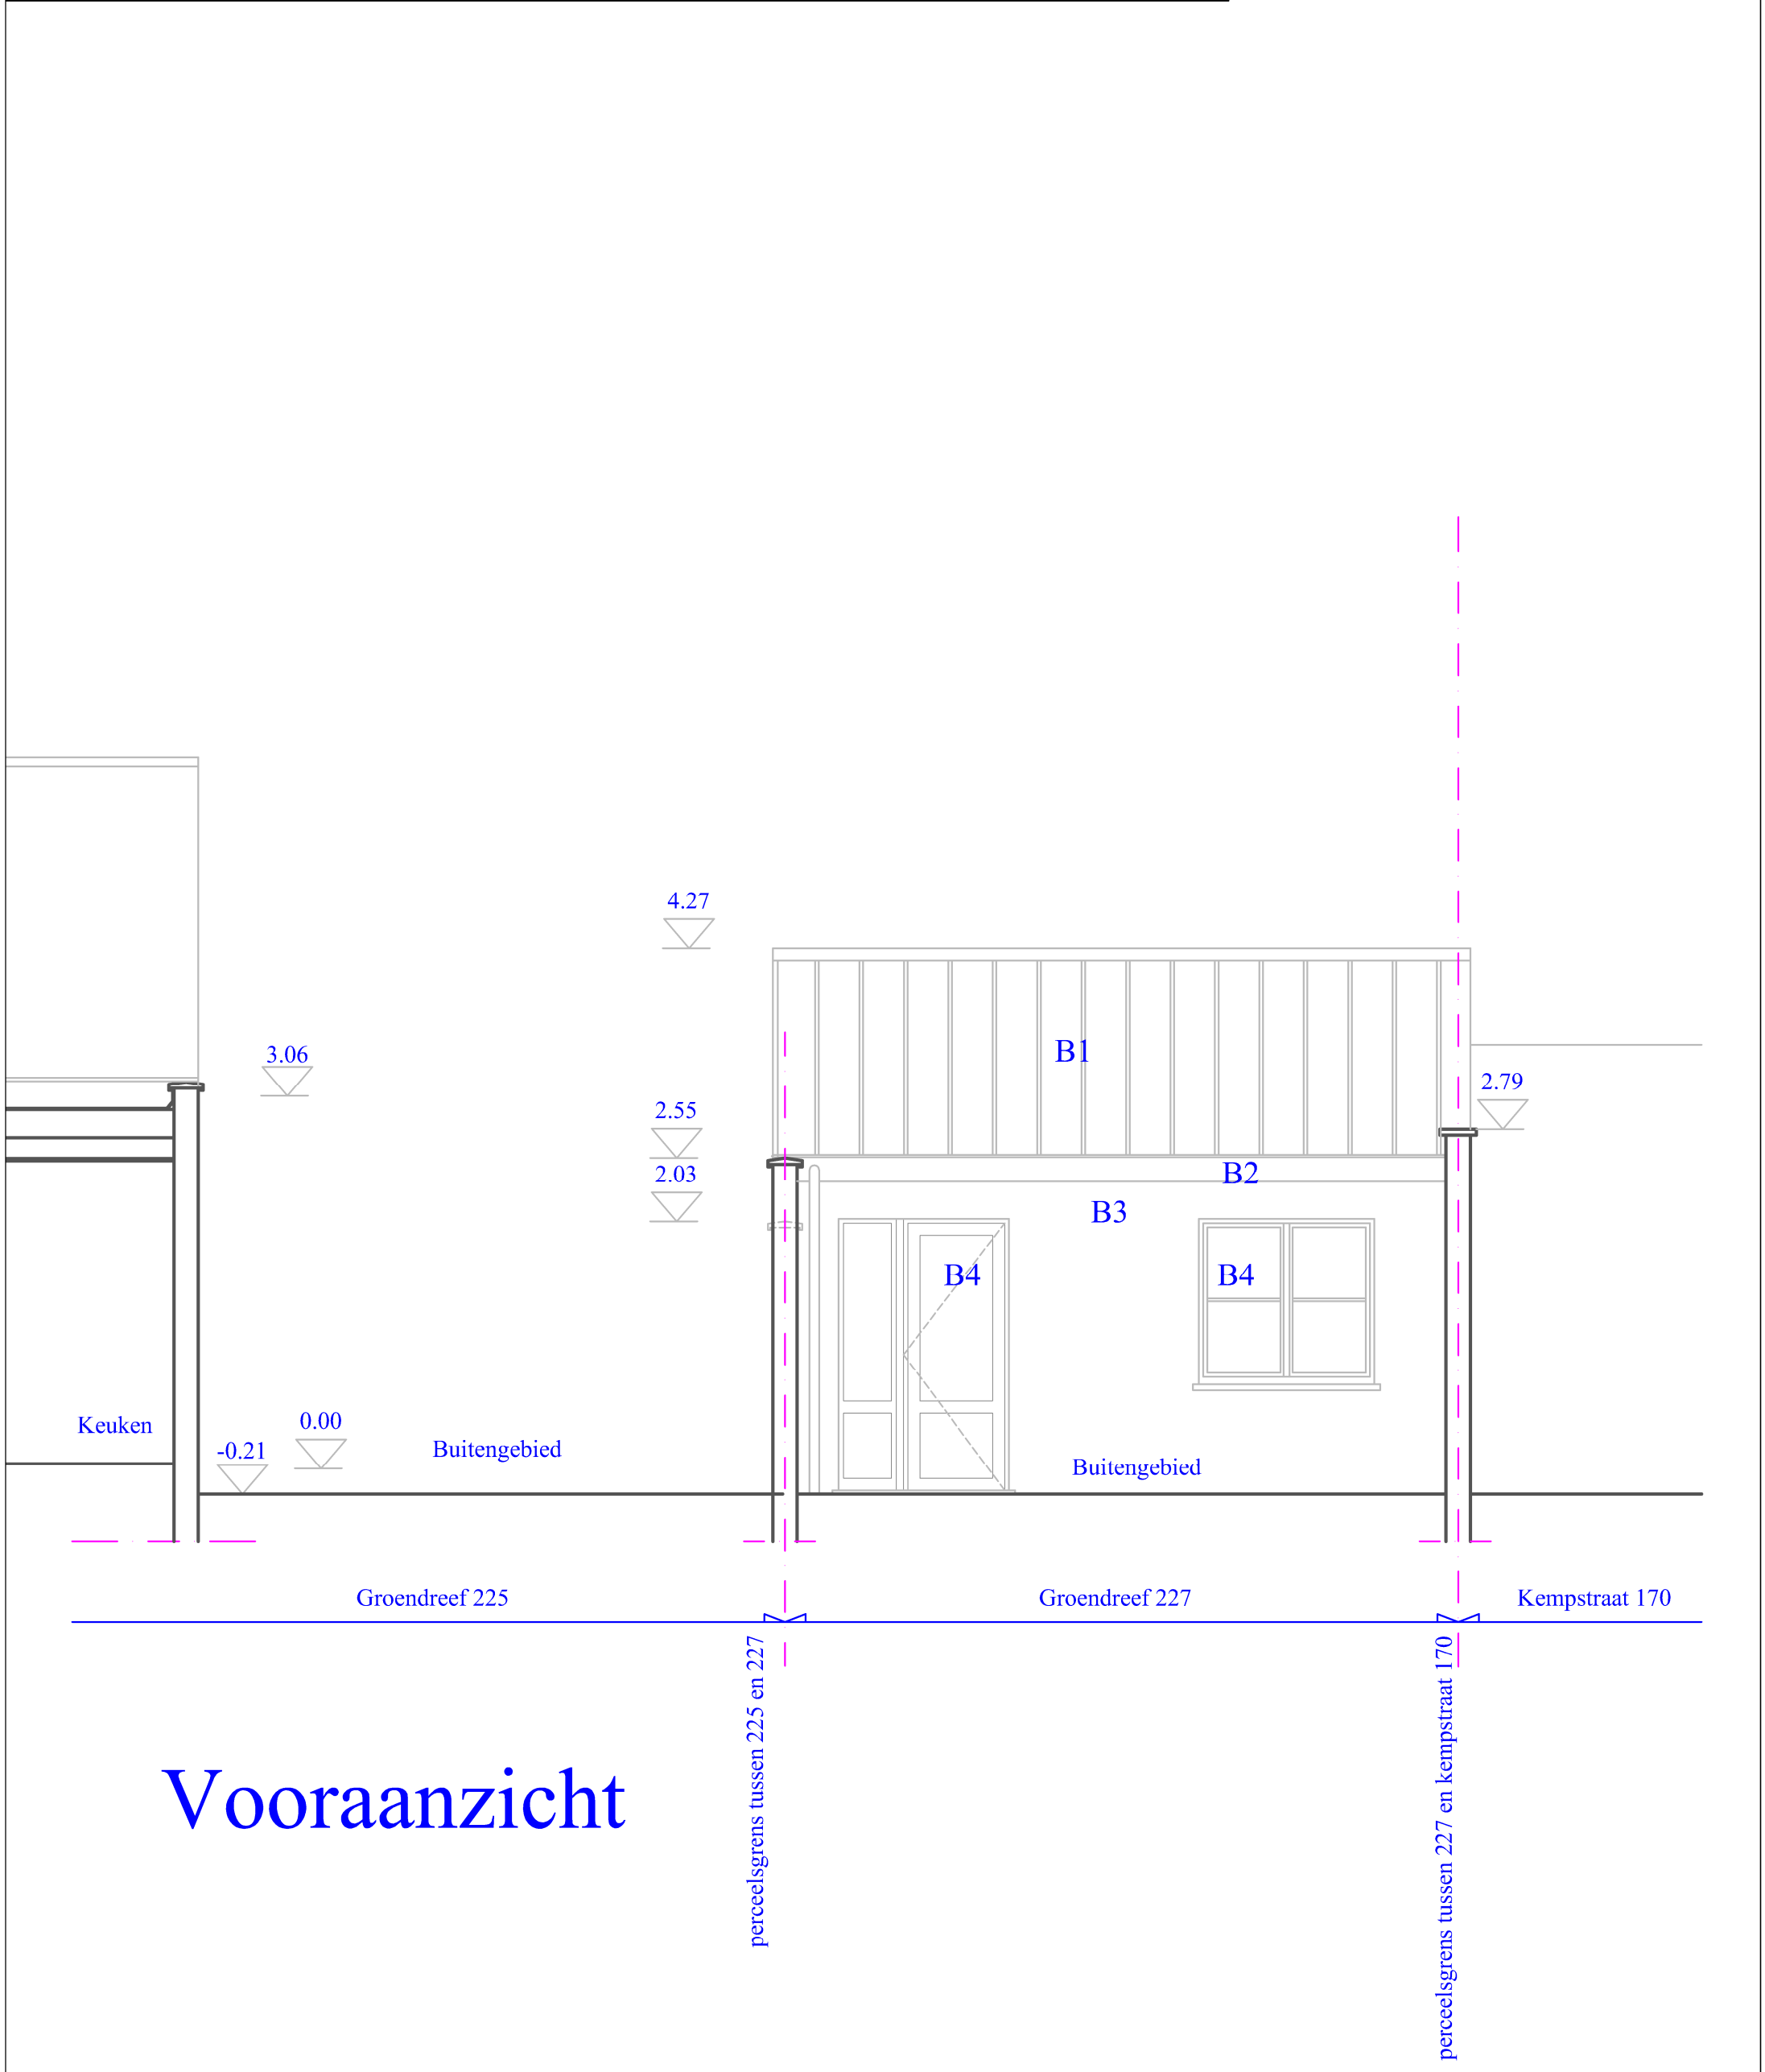 4.27
3.06
B1
2.79
2.55
2.03
B2
B3
B4
B4
Keuken
0.00
-0.21
Buitengebied
Buitengebied
Groendreef 225
Groendreef 227
Kempstraat 170
perceelsgrens tussen 225 en 227
perceelsgrens tussen 227 en kempstraat 170
Vooraanzicht